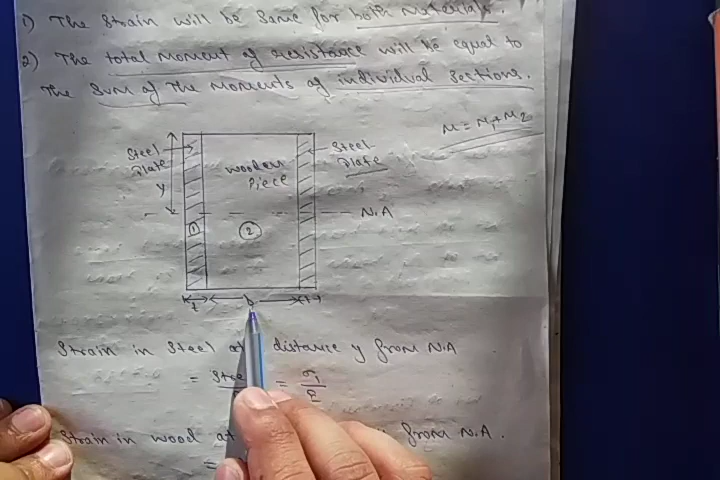 1) The strain will be same for both materials.
2) The total moment of resistance will be equal to
the sum of the moments of individual sections.
M = M1 + M2
Steel
Plate
y
wooden
Piece
Steel
Plate
N.A
1
2
t
b
t
Strain in steel at distance y from N.A
= = σ1
Strain in wood at from N.A.
=